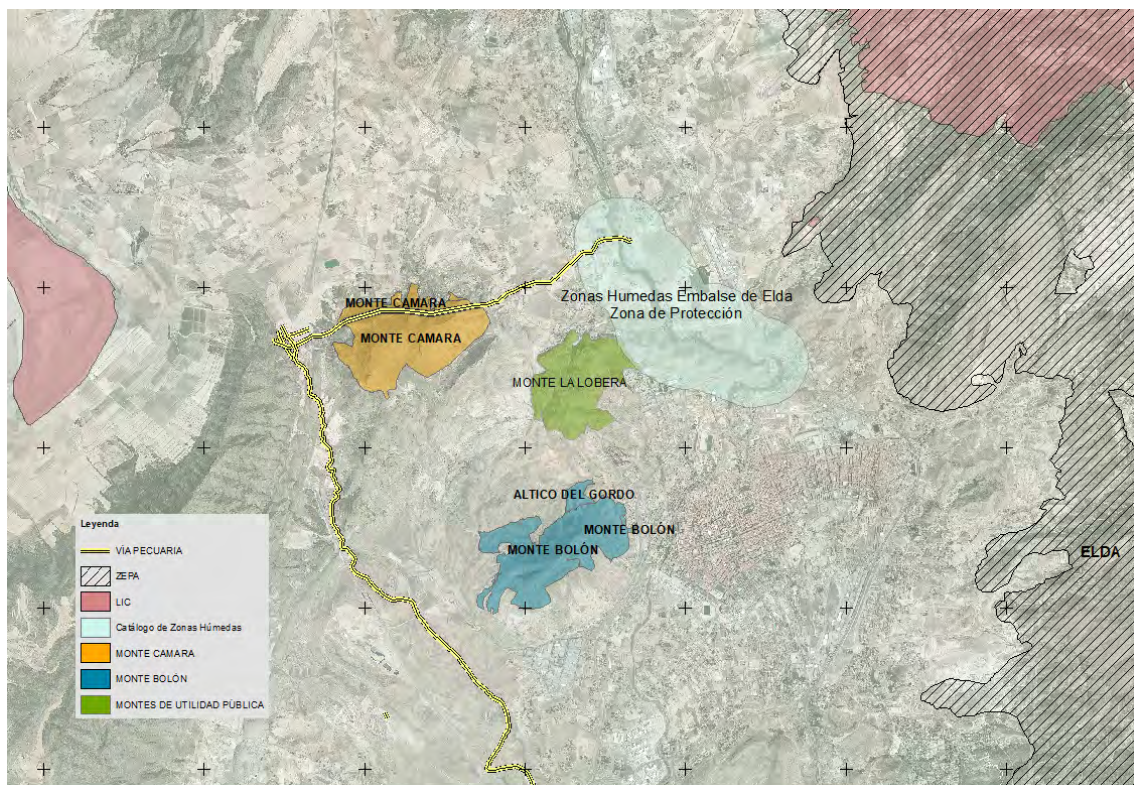 MONTE CAMARA
MONTE CAMARA
Zonas Humedas Embalse de Elda
Zona de Protección
MONTE LA LOBERA
ALTICO DEL GORDO
MONTE BOLÓN
MONTE BOLÓN
ELDA
Leyenda
VÍA PECUARIA
ZEPA
LIC
Catálogo de Zonas Húmedas
MONTE CAMARA
MONTE BOLÓN
MONTES DE UTILIDAD PÚBLICA